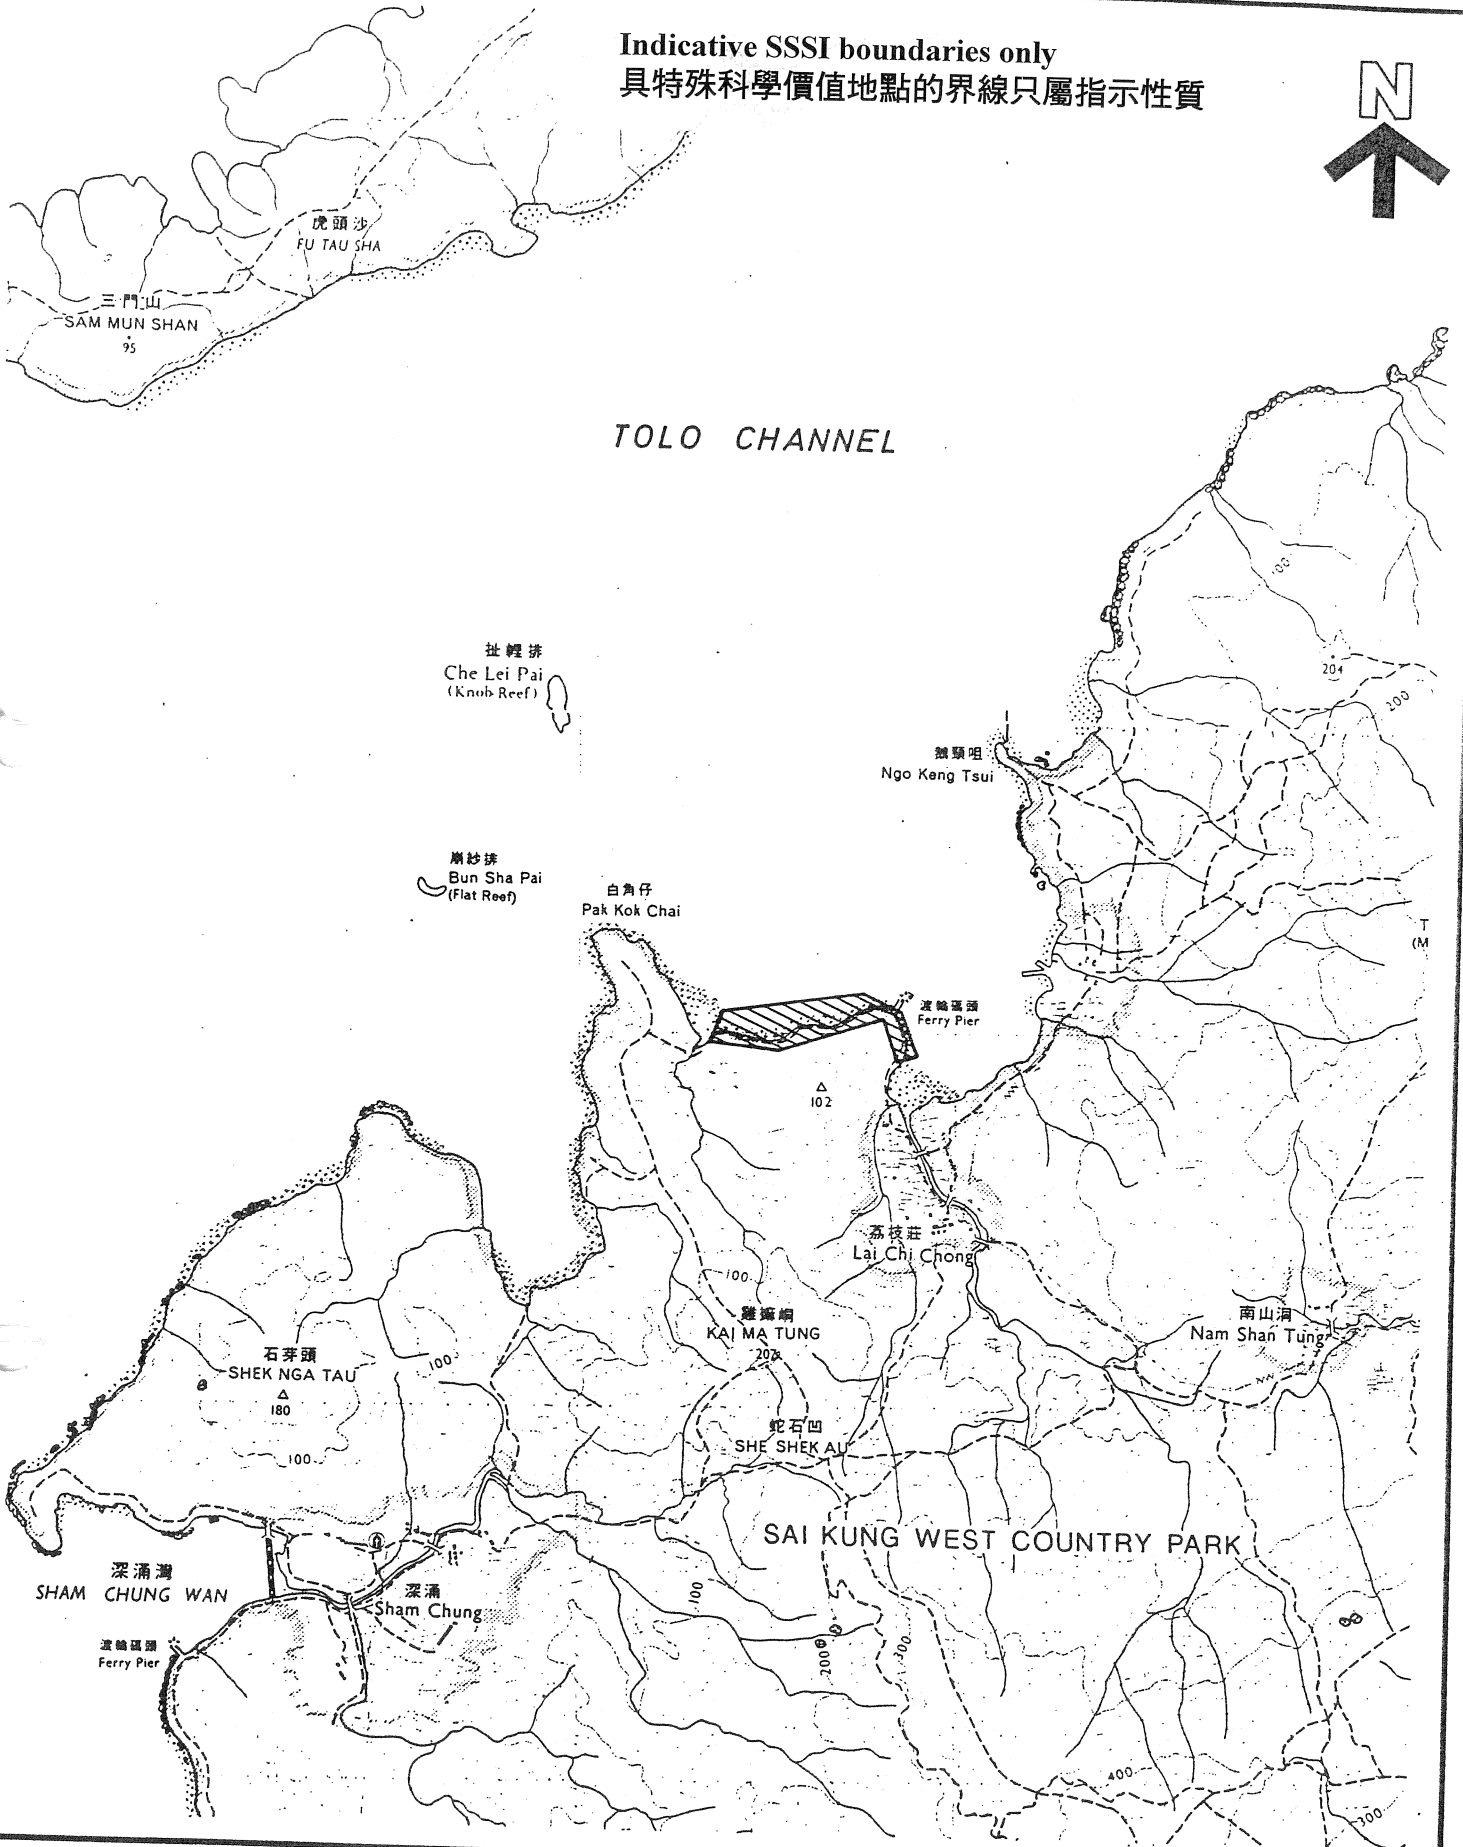 Indicative SSSI boundaries only
具特殊科學價值地點的界線只屬指示性質
N
虎頭沙
FU TAU SHA
三門山
SAM MUN SHAN
95
TOLO CHANNEL
100
扯輕排
Che Lei Pai
(Knob Reef)
204
200
鵝頸咀
Ngo Keng Tsui
崩紗排
Bun Sha Pai
(Flat Reef)
白角仔
Pak Kok Chai
T
(M
渡輪碼頭
Ferry Pier
102
荔枝莊
Lai Chi Chong
100
雞嫲峒
KAI MA TUNG
207
南山洞
Nam Shan Tung
石芽頭
SHEK NGA TAU
180
100
100
蛇石凹
SHE SHEK AU
SAI KUNG WEST COUNTRY PARK
深涌灣
SHAM CHUNG WAN
深涌
Sham Chung
100
200
300
渡輪碼頭
Ferry Pier
400
300